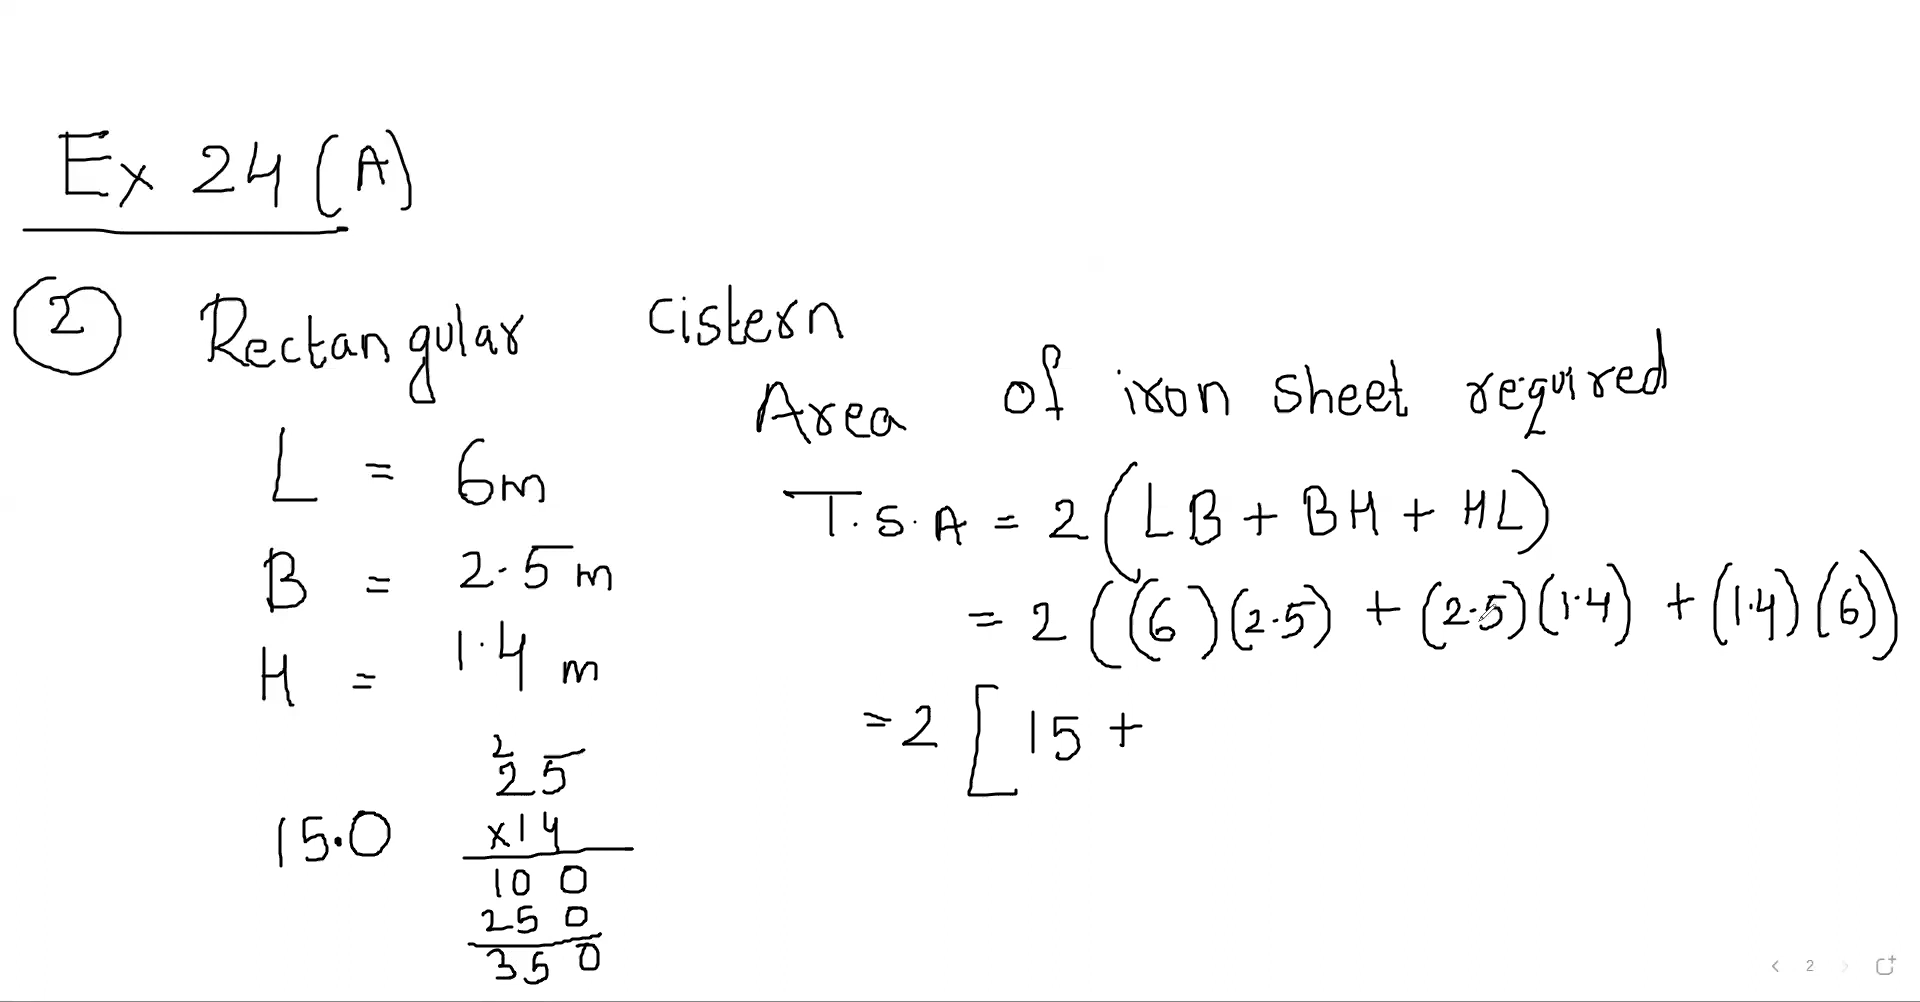 Ex 24 (A)
2 Rectangular cistern
Area of iron sheet required
L = 6m
T.S.A = 2 (LB + BH + HL)
B = 2.5 m
= 2 ((6)(2.5) + (2.5)(1.4) + (1.4)(6))
H = 1.4 m
= 2 [ 15 +
2
25
15.0
x14
100
250
350
2